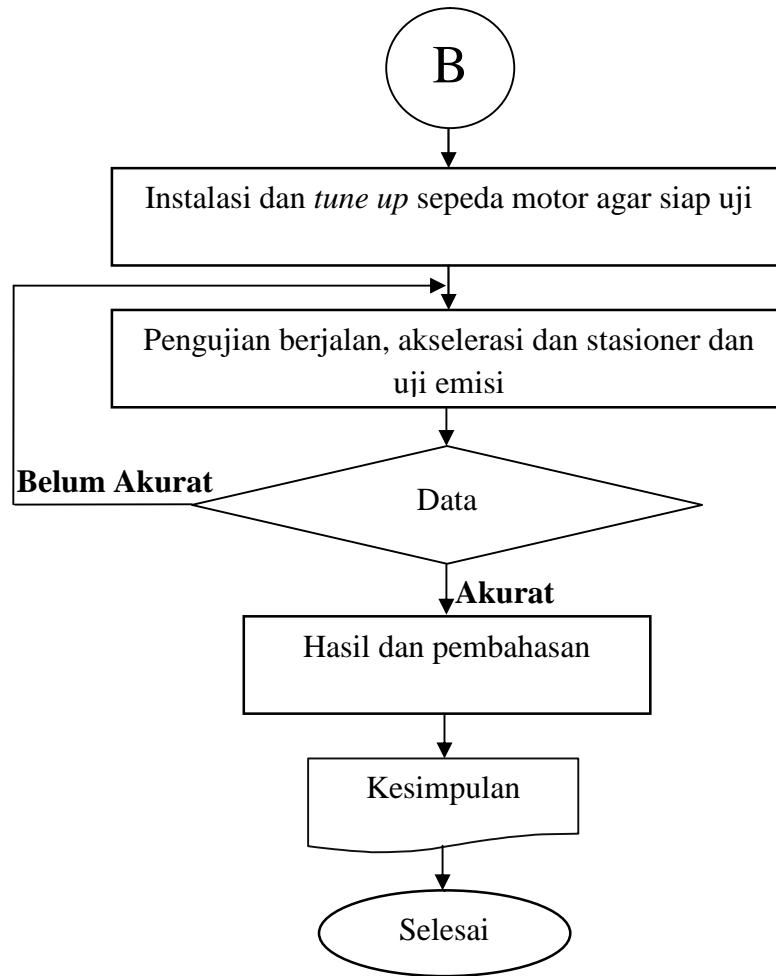 B
Instalasi dan tune up sepeda motor agar siap uji
Pengujian berjalan, akselerasi dan stasioner dan
uji emisi
Belum Akurat
Data
Akurat
Hasil dan pembahasan
Kesimpulan
Selesai